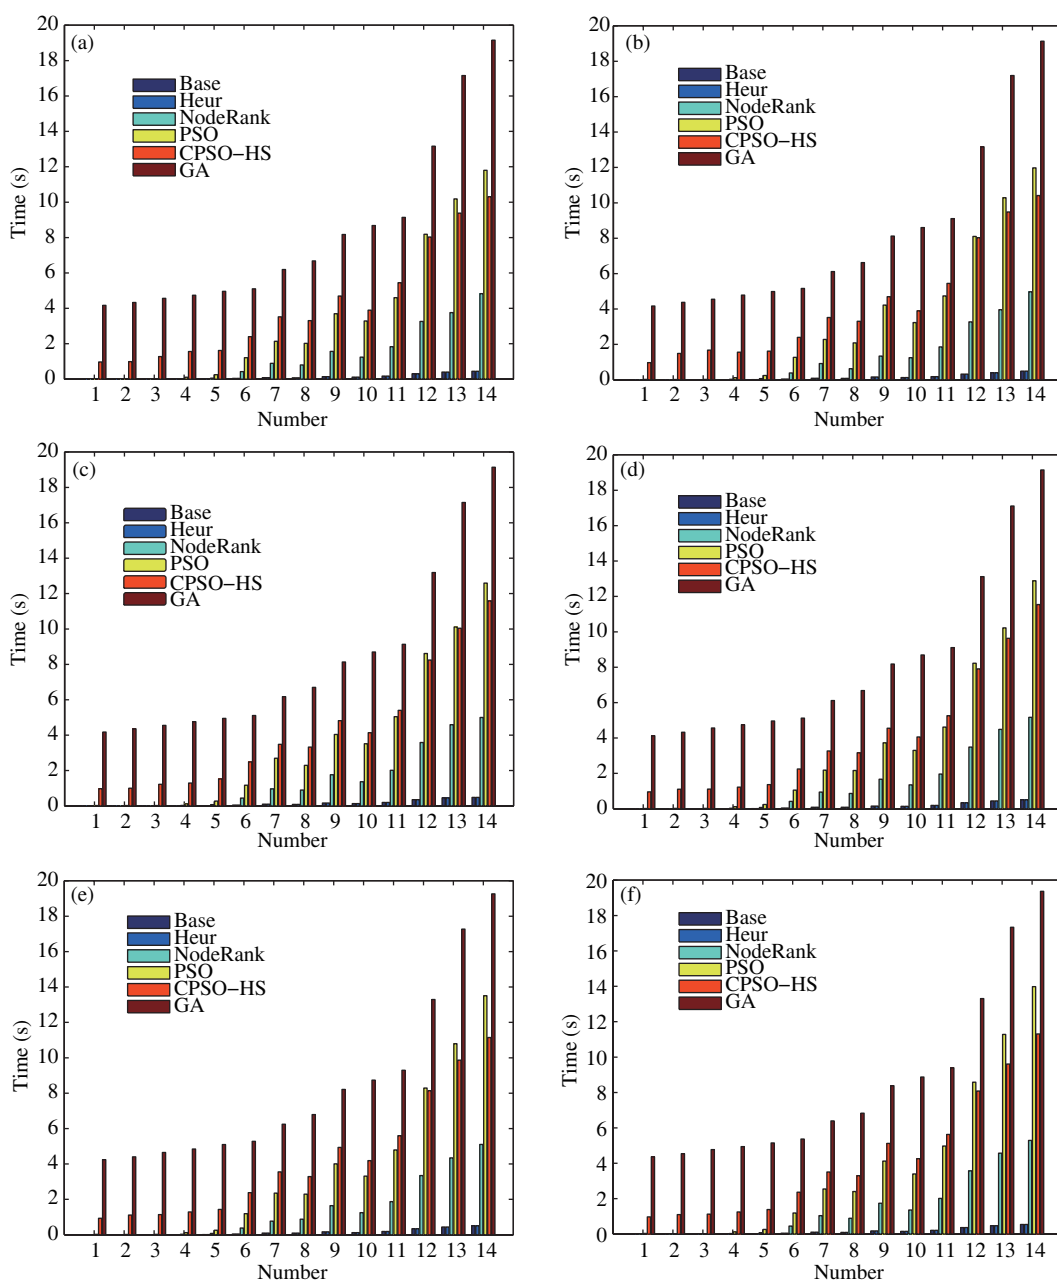 (a)
20
18
16
14
12
10
8
6
4
2
0
Time (s)
Base
Heur
NodeRank
PSO
CPSO−HS
GA
1 2 3 4 5 6 7 8 9 10 11 12 13 14
Number
(b)
20
18
16
14
12
10
8
6
4
2
0
Time (s)
Base
Heur
NodeRank
PSO
CPSO−HS
GA
1 2 3 4 5 6 7 8 9 10 11 12 13 14
Number
(c)
20
18
16
14
12
10
8
6
4
2
0
Time (s)
Base
Heur
NodeRank
PSO
CPSO−HS
GA
1 2 3 4 5 6 7 8 9 10 11 12 13 14
Number
(d)
20
18
16
14
12
10
8
6
4
2
0
Time (s)
Base
Heur
NodeRank
PSO
CPSO−HS
GA
1 2 3 4 5 6 7 8 9 10 11 12 13 14
Number
(e)
20
18
16
14
12
10
8
6
4
2
0
Time (s)
Base
Heur
NodeRank
PSO
CPSO−HS
GA
1 2 3 4 5 6 7 8 9 10 11 12 13 14
Number
(f)
20
18
16
14
12
10
8
6
4
2
0
Time (s)
Base
Heur
NodeRank
PSO
CPSO−HS
GA
1 2 3 4 5 6 7 8 9 10 11 12 13 14
Number